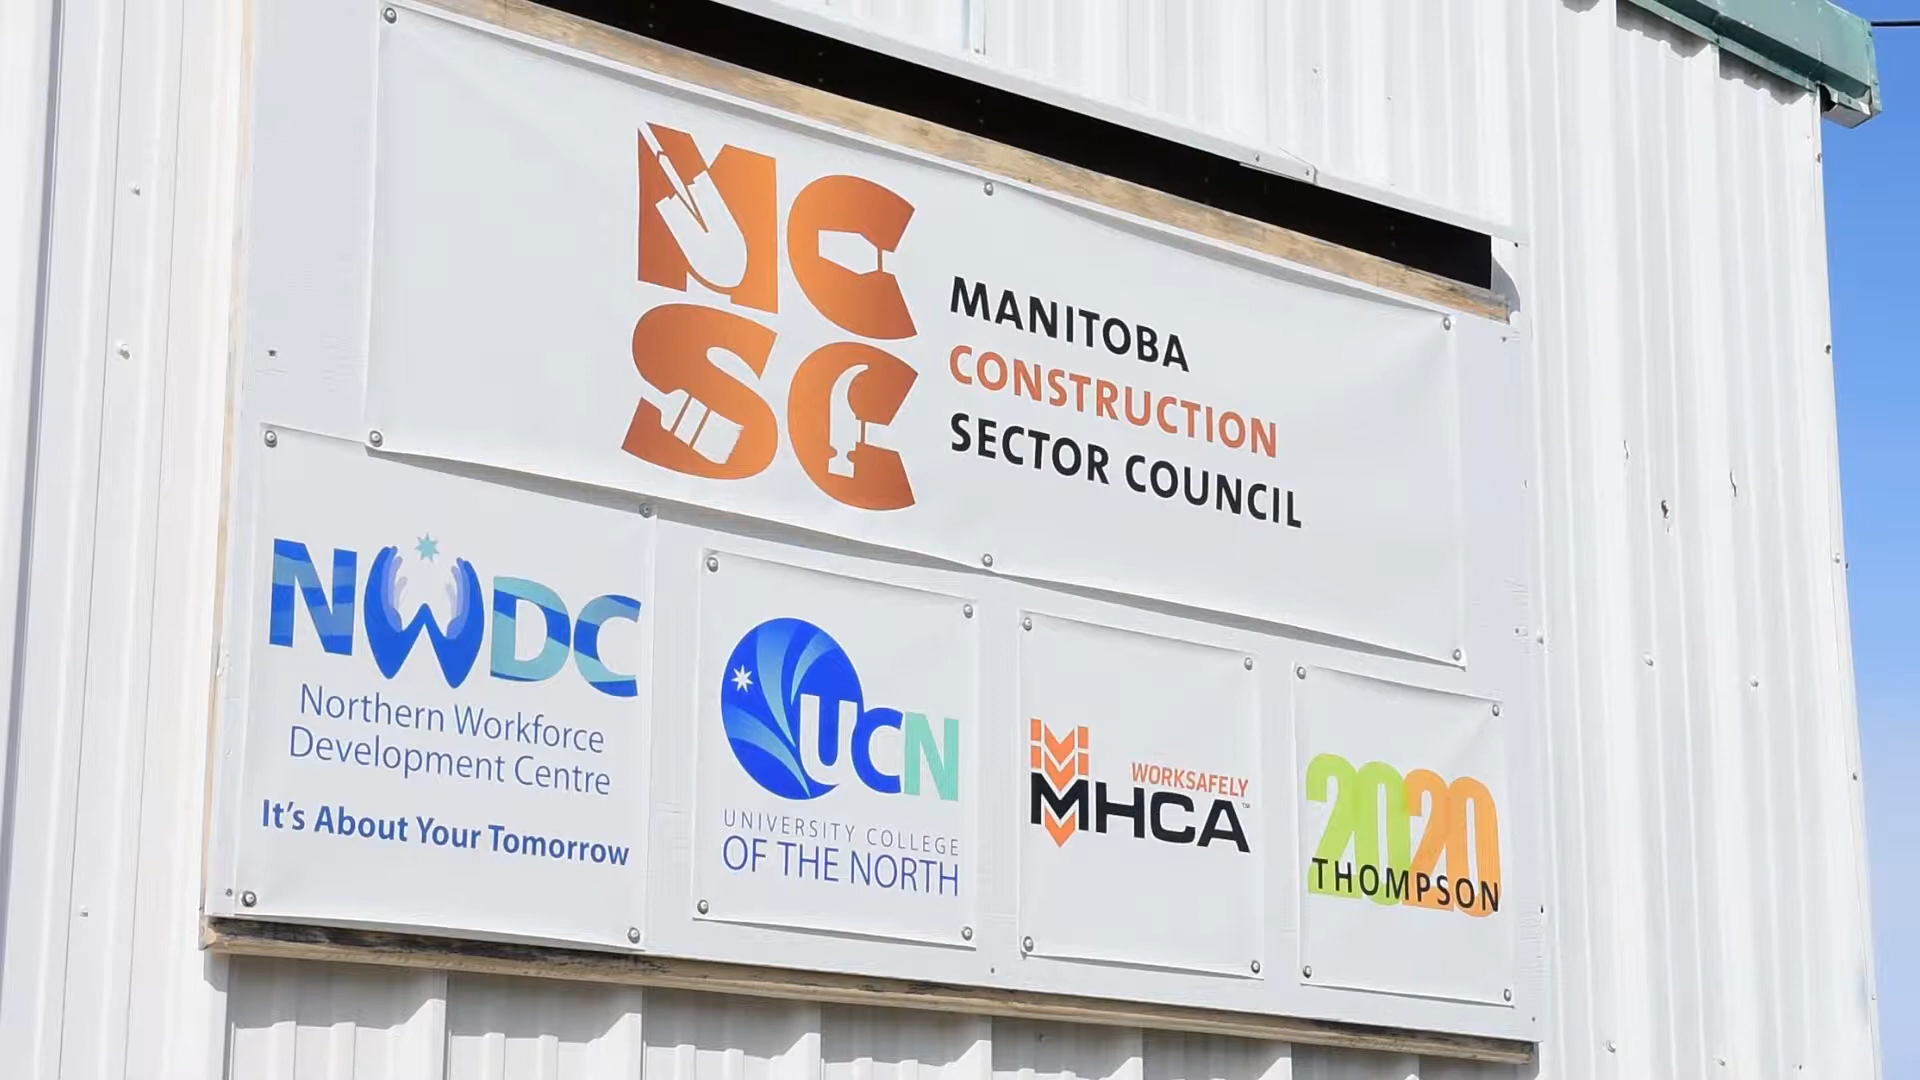 MCSC
MANITOBA
CONSTRUCTION
SECTOR COUNCIL
NWDC
Northern Workforce
Development Centre
It's About Your Tomorrow
UCN
UNIVERSITY COLLEGE
OF THE NORTH
WORKSAFELY
MHCA™
2020
THOMPSON